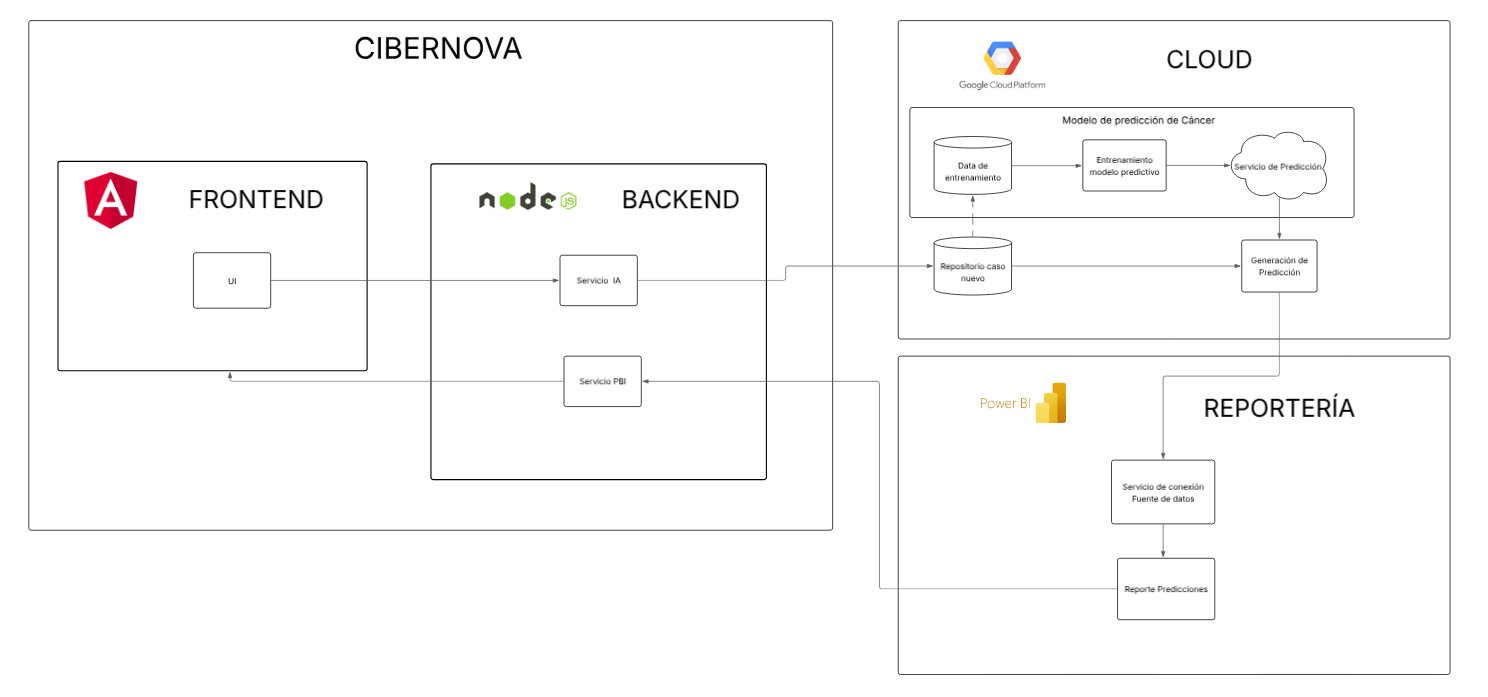 CIBERNOVA
FRONTEND
UI
node
JS
BACKEND
Servicio IA
Servicio PBI
Google Cloud Platform
CLOUD
Modelo de predicción de Cáncer
Data de
entrenamiento
Entrenamiento
modelo predictivo
Servicio de Predicción
Repositorio caso
nuevo
Generación de
Predicción
Power BI
REPORTERÍA
Servicio de conexión
Fuente de datos
Reporte Predicciones